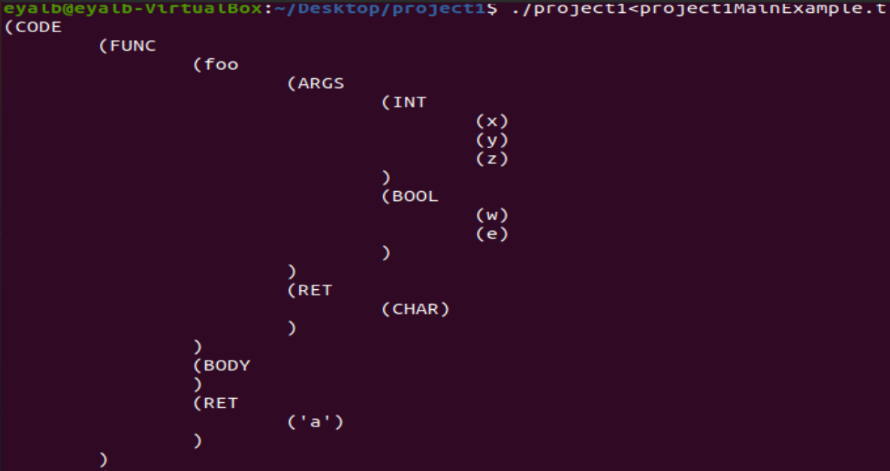 eyalb@eyalb-VirtualBox:~/Desktop/project1$ ./project1<project1MainExample.t
(CODE
(FUNC
(foo
(ARGS
(INT
(x)
(y)
(z)
)
(BOOL
(w)
(e)
)
)
(RET
(CHAR)
)
)
(BODY
)
(RET
('a')
)
)